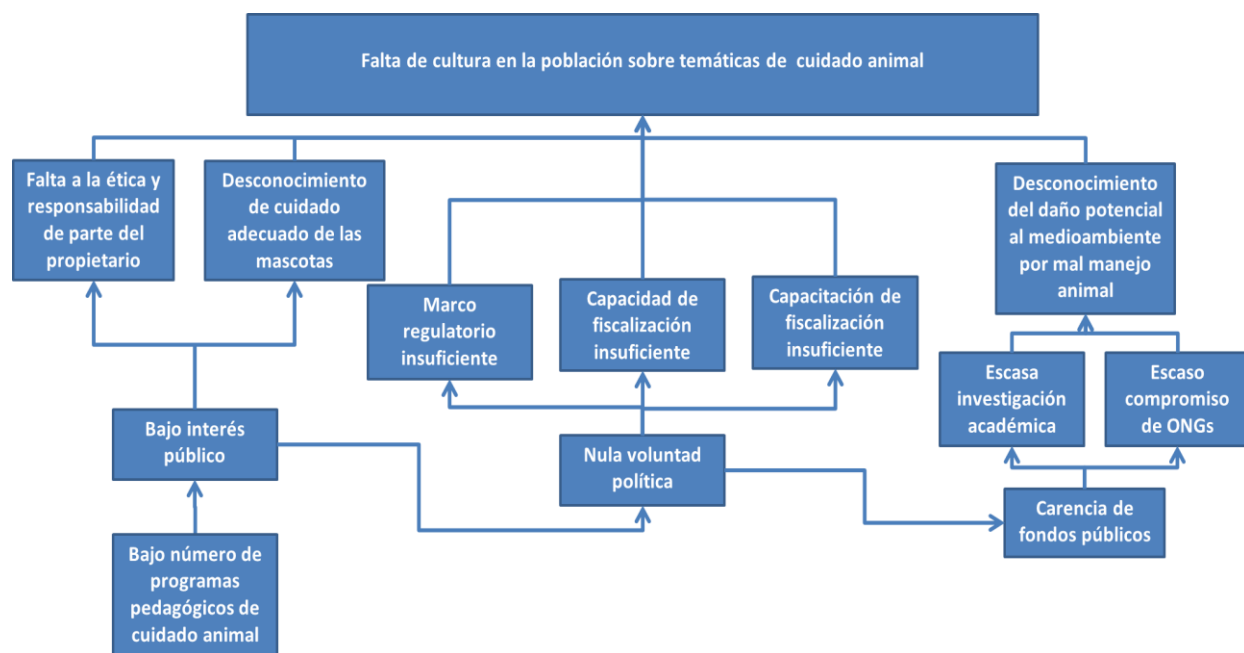 Falta de cultura en la población sobre temáticas de cuidado animal
Falta a la ética y
responsabilidad
de parte del
propietario
Desconocimiento
de cuidado
adecuado de las
mascotas
Desconocimiento
del daño potencial
al medioambiente
por mal manejo
animal
Marco
regulatorio
insuficiente
Capacidad de
fiscalización
insuficiente
Capacitación de
fiscalización
insuficiente
Escasa
investigación
académica
Escaso
compromiso
de ONGs
Bajo interés
público
Nula voluntad
política
Carencia de
fondos públicos
Bajo número de
programas
pedagógicos de
cuidado animal